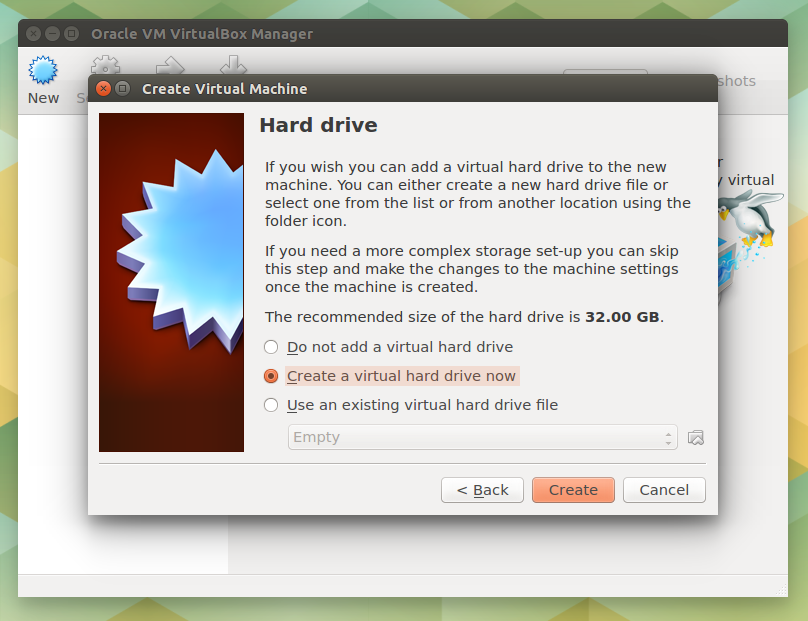 Oracle VM VirtualBox Manager
New
shots
Create Virtual Machine
Hard drive
If you wish you can add a virtual hard drive to the new
machine. You can either create a new hard drive file or
select one from the list or from another location using the
folder icon.
If you need a more complex storage set-up you can skip
this step and make the changes to the machine settings
once the machine is created.
The recommended size of the hard drive is 32.00 GB.
Do not add a virtual hard drive
Create a virtual hard drive now
Use an existing virtual hard drive file
Empty
< Back
Create
Cancel
virtual